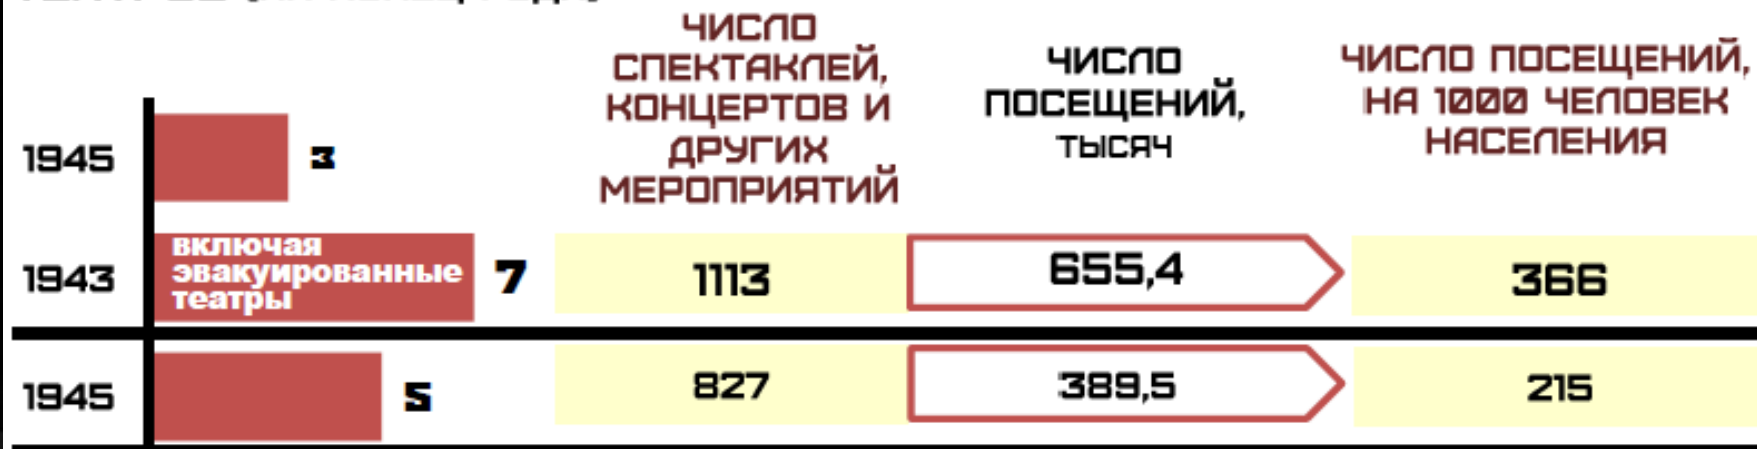 ЧИСЛО
СПЕКТАКЛЕЙ,
КОНЦЕРТОВ И
ДРУГИХ
МЕРОПРИЯТИЙ
ЧИСЛО
ПОСЕЩЕНИЙ,
ТЫСЯЧ
ЧИСЛО ПОСЕЩЕНИЙ,
НА 1000 ЧЕЛОВЕК
НАСЕЛЕНИЯ
1945 3
1943 включая
эвакуированные
театры
7 1113 655,4 366
1945 5 827 389,5 215